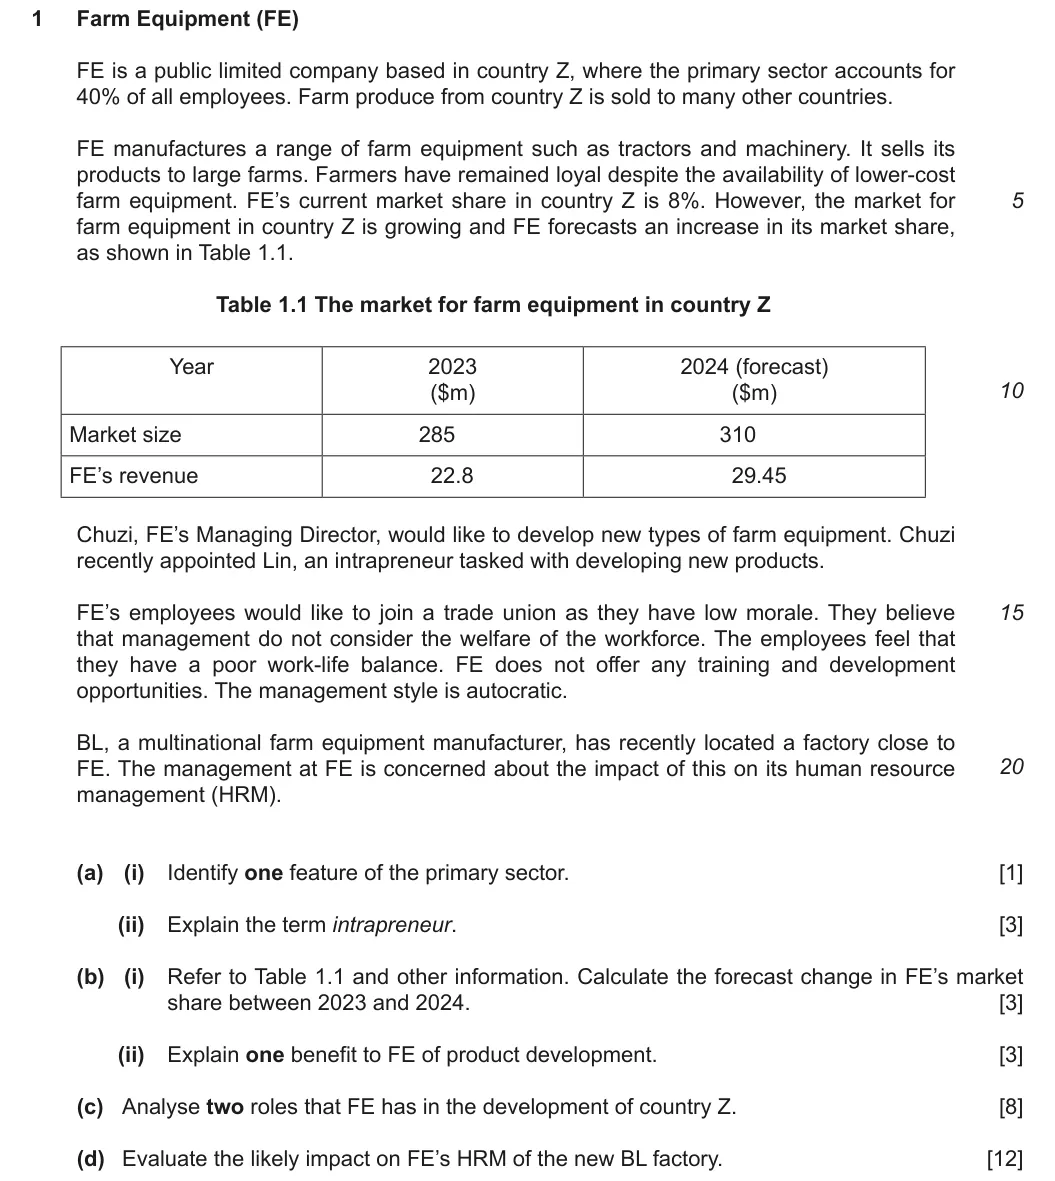 1 Farm Equipment (FE)
FE is a public limited company based in country Z, where the primary sector accounts for
40% of all employees. Farm produce from country Z is sold to many other countries.
FE manufactures a range of farm equipment such as tractors and machinery. It sells its
products to large farms. Farmers have remained loyal despite the availability of lower-cost
farm equipment. FE’s current market share in country Z is 8%. However, the market for 5
farm equipment in country Z is growing and FE forecasts an increase in its market share,
as shown in Table 1.1.
Table 1.1 The market for farm equipment in country Z
Year 2023 2024 (forecast)
($m) ($m) 10
Market size 285 310
FE’s revenue 22.8 29.45
Chuzi, FE’s Managing Director, would like to develop new types of farm equipment. Chuzi
recently appointed Lin, an intrapreneur tasked with developing new products.
FE’s employees would like to join a trade union as they have low morale. They believe 15
that management do not consider the welfare of the workforce. The employees feel that
they have a poor work-life balance. FE does not offer any training and development
opportunities. The management style is autocratic.
BL, a multinational farm equipment manufacturer, has recently located a factory close to
FE. The management at FE is concerned about the impact of this on its human resource 20
management (HRM).
(a) (i) Identify one feature of the primary sector. [1]
(ii) Explain the term intrapreneur. [3]
(b) (i) Refer to Table 1.1 and other information. Calculate the forecast change in FE’s market
share between 2023 and 2024. [3]
(ii) Explain one benefit to FE of product development. [3]
(c) Analyse two roles that FE has in the development of country Z. [8]
(d) Evaluate the likely impact on FE’s HRM of the new BL factory. [12]